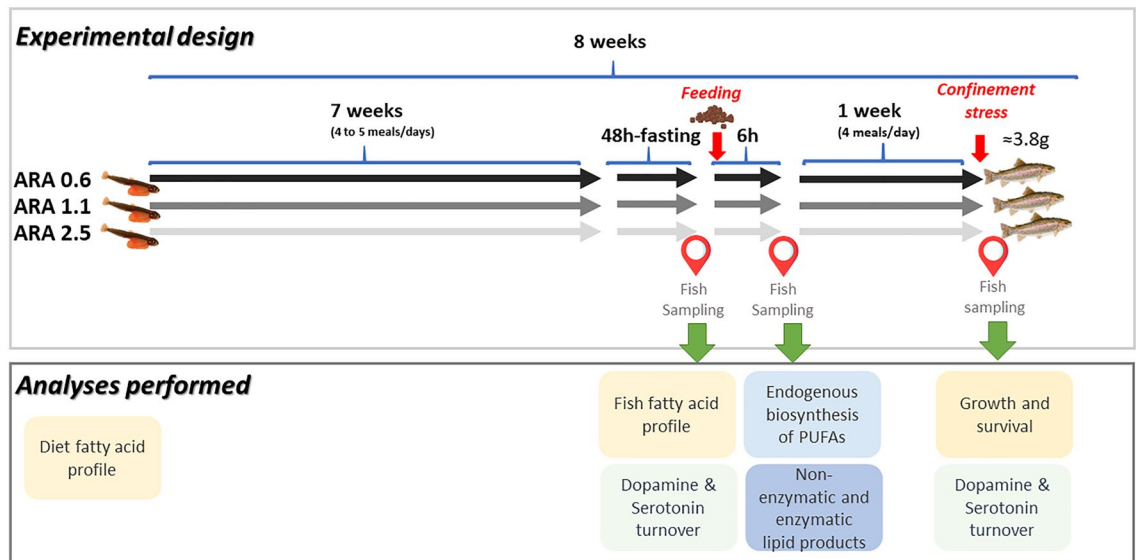 Experimental design
8 weeks
7 weeks
(4 to 5 meals/days)
48h-fasting
Feeding
6h
1 week
(4 meals/day)
Confinement
stress
≈3.8g
ARA 0.6
ARA 1.1
ARA 2.5
Fish
Sampling
Fish
Sampling
Fish
sampling
Analyses performed
Diet fatty acid
profile
Fish fatty acid
profile
Endogenous
biosynthesis
of PUFAs
Growth and
survival
Dopamine &
Serotonin
turnover
Non-
enzymatic and
enzymatic
lipid products
Dopamine &
Serotonin
turnover